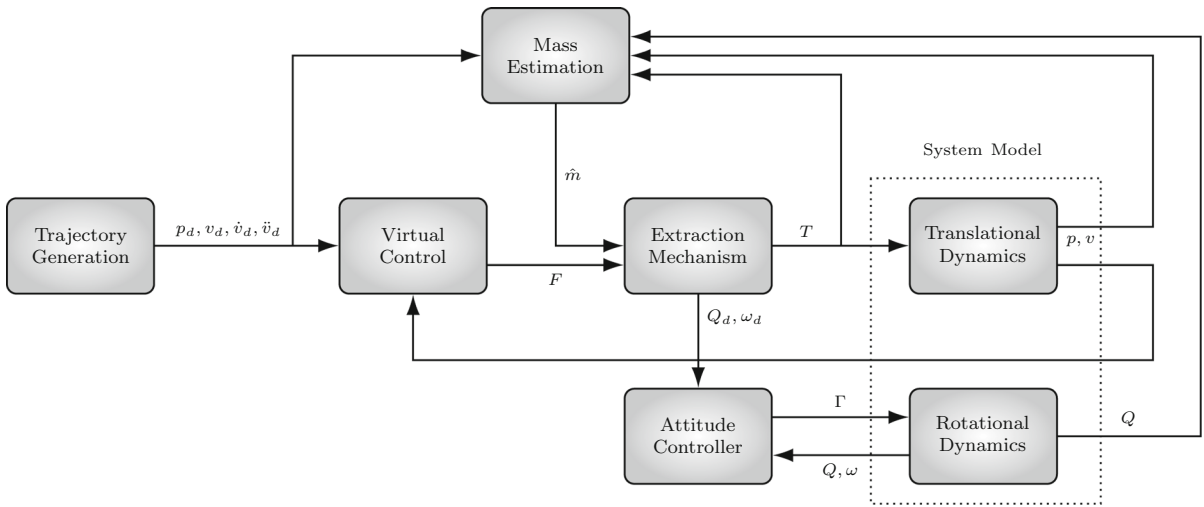 Mass
Estimation
System Model
m̂
Trajectory
Generation
p_d, v_d, v̇_d, v̈_d
Virtual
Control
F
Extraction
Mechanism
T
Translational
Dynamics
p, v
Q_d, ω_d
Attitude
Controller
Γ
Q, ω
Rotational
Dynamics
Q